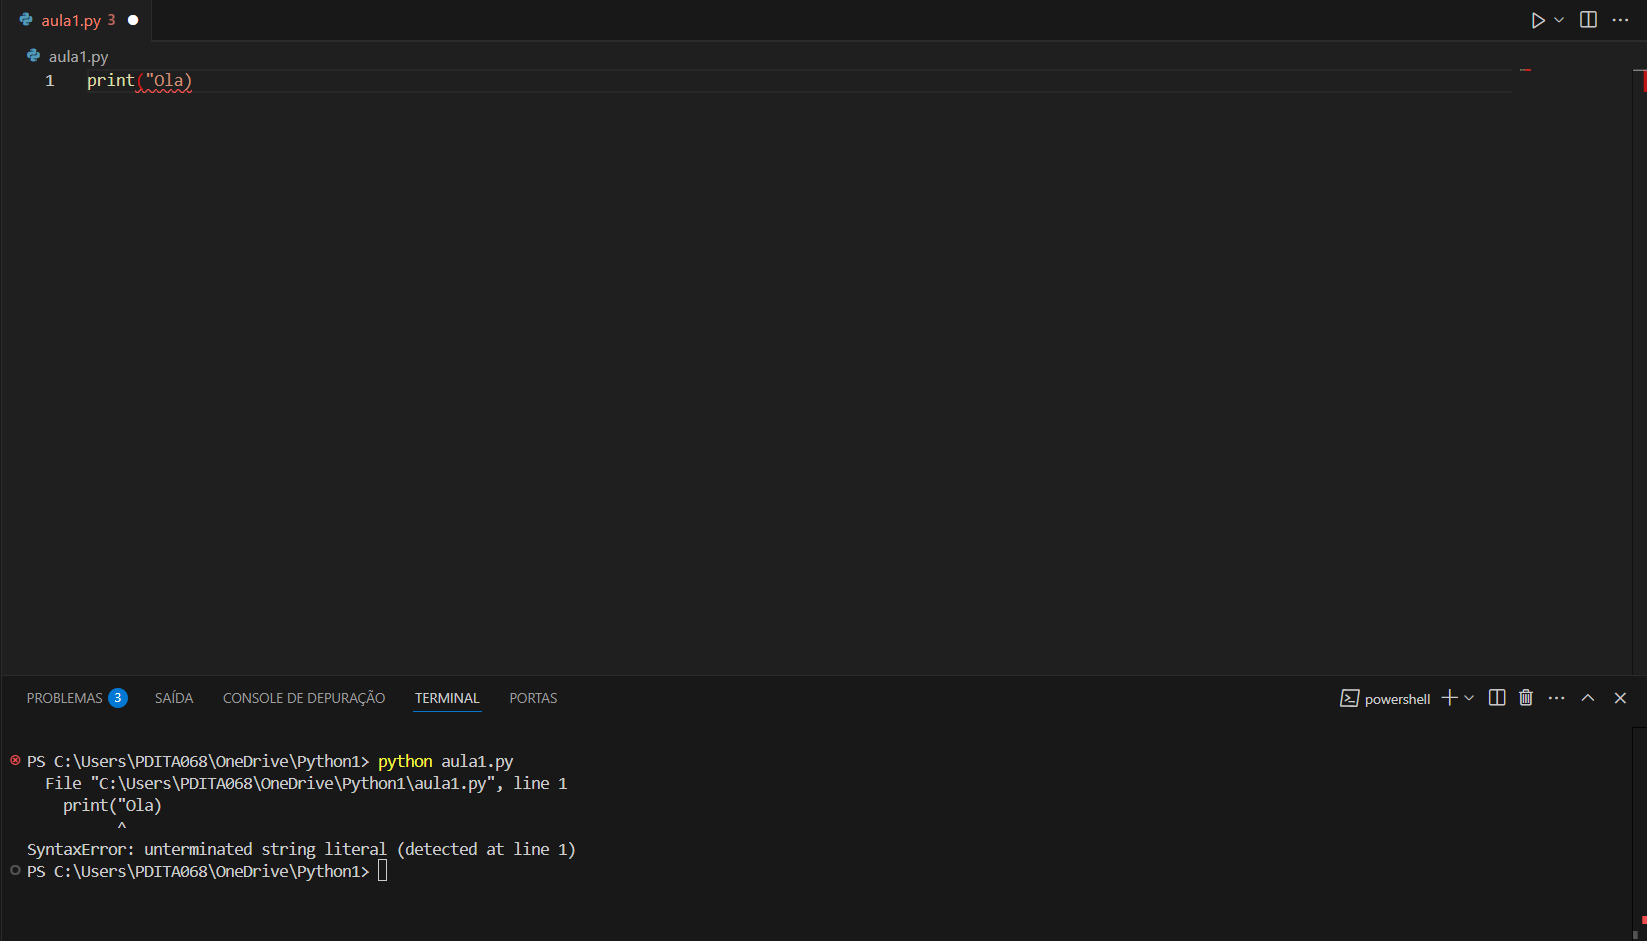 aula1.py 3
aula1.py
1 print("Ola)
PROBLEMAS 3 SAÍDA CONSOLE DE DEPURAÇÃO TERMINAL PORTAS powershell
PS C:\Users\PDITA068\OneDrive\Python1> python aula1.py
File "C:\Users\PDITA068\OneDrive\Python1\aula1.py", line 1
print("Ola)
^
SyntaxError: unterminated string literal (detected at line 1)
PS C:\Users\PDITA068\OneDrive\Python1>